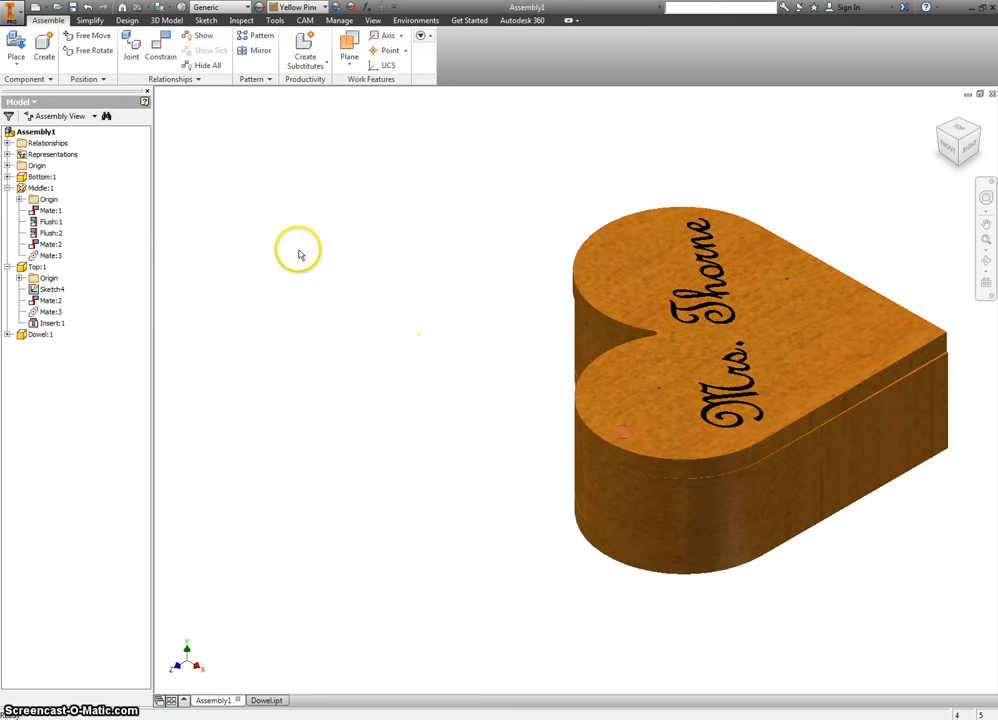 PRO
Generic
Yellow Pine
Assembly1
Sign In
Assemble Simplify Design 3D Model Sketch Inspect Tools CAM Manage View Environments Get Started Autodesk 360
Place Create
Free Move
Free Rotate
Joint Constrain
Show
Show Sick
Hide All
Pattern
Mirror
Create Substitutes
Plane
Axis
Point
UCS
Component Position Relationships Pattern Productivity Work Features
Model
Assembly View
Assembly1
Relationships
Representations
Origin
Bottom:1
Middle:1
Origin
Mate:1
Flush:1
Flush:2
Mate:2
Mate:3
Top:1
Origin
Sketch4
Mate:2
Mate:3
Insert:1
Dowel:1
TOP
FRONT RIGHT
Mrs. Thorne
Y
Z X
Assembly1 Dowel.ipt
Screencast-O-Matic.com
4 5